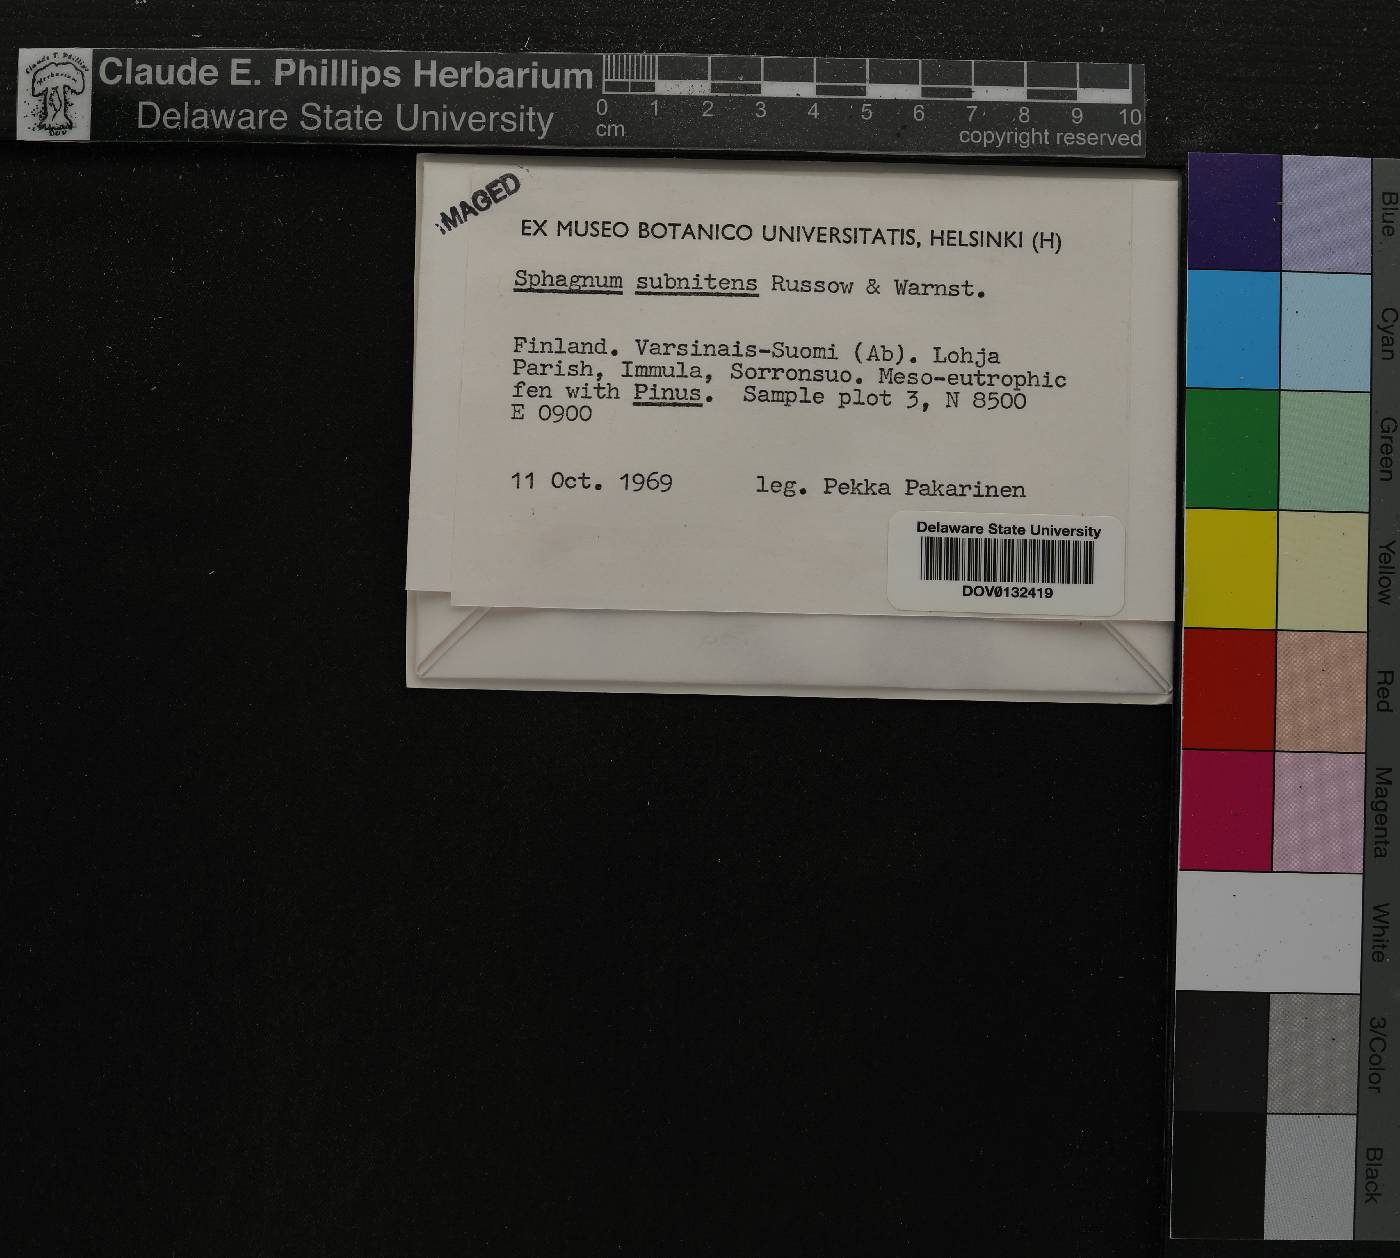 Claude E. Phillips Herbarium
Delaware State University
0 1 2 3 4 5 6 7 8 9 10
cm
copyright reserved
IMAGED
EX MUSEO BOTANICO UNIVERSITATIS, HELSINKI (H)
Sphagnum subnitens Russow & Warnst.
Finland. Varsinais-Suomi (Ab). Lohja
Parish, Immula, Sorronsuo. Meso-eutrophic
fen with Pinus. Sample plot 3, N 8500
E 0900
11 Oct. 1969 leg. Pekka Pakarinen
Delaware State University
DOV0132419
Blue
Cyan
Green
Yellow
Red
Magenta
White
3/Color
Black